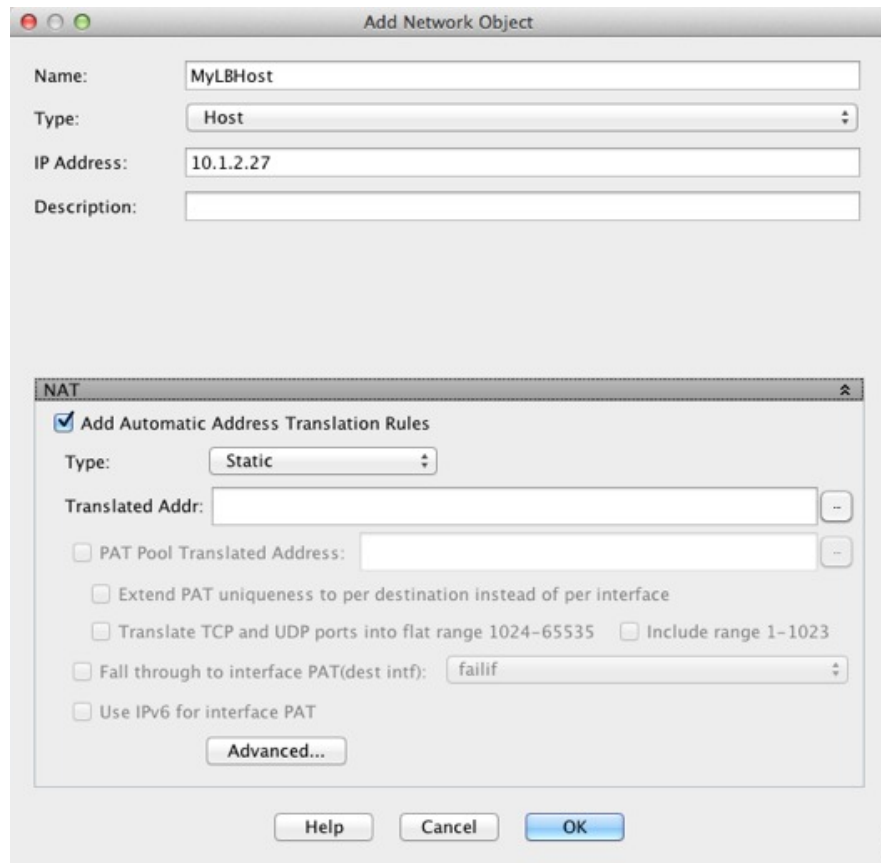 Add Network Object
Name: MyLBHost
Type: Host
IP Address: 10.1.2.27
Description:
NAT
Add Automatic Address Translation Rules
Type: Static
Translated Addr: ...
PAT Pool Translated Address: ...
Extend PAT uniqueness to per destination instead of per interface
Translate TCP and UDP ports into flat range 1024-65535 Include range 1-1023
Fall through to interface PAT(dest intf): failif
Use IPv6 for interface PAT
Advanced...
Help Cancel OK